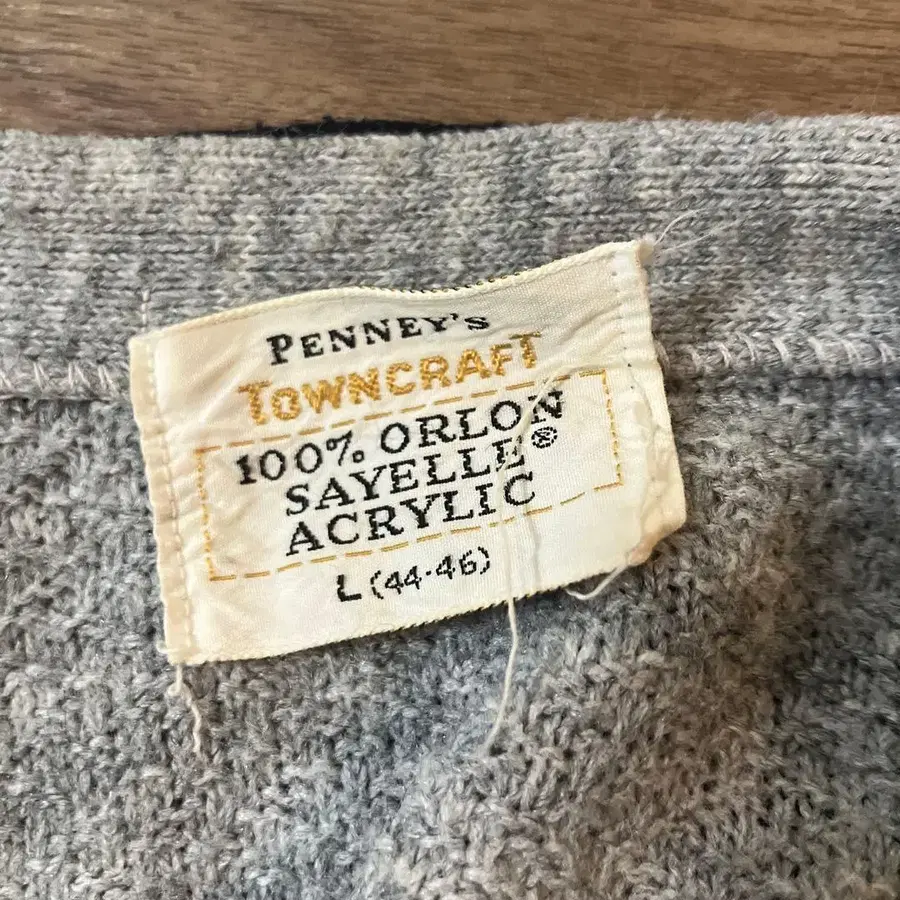 PENNEY'S
TOWNCRAFT
100% ORLON
SAYELLE®
ACRYLIC
L (44-46)